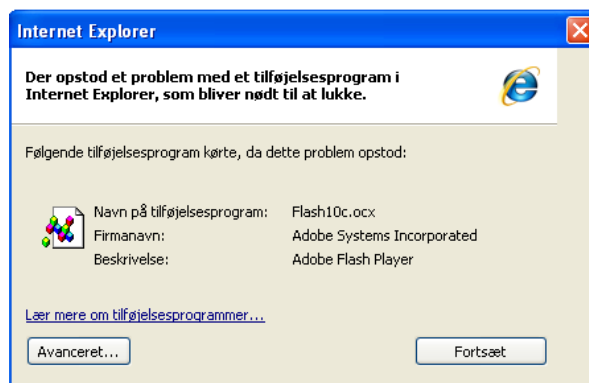 Internet Explorer
Der opstod et problem med et tilføjelsesprogram i
Internet Explorer, som bliver nødt til at lukke.
Følgende tilføjelsesprogram kørte, da dette problem opstod:
Navn på tilføjelsesprogram: Flash10c.ocx
Firmanavn: Adobe Systems Incorporated
Beskrivelse: Adobe Flash Player
Lær mere om tilføjelsesprogrammer...
Avanceret... Fortsæt